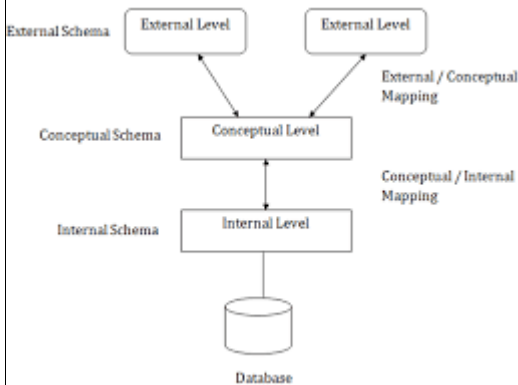 External Level
External Level
External Schema
External / Conceptual
Mapping
Conceptual Level
Conceptual Schema
Conceptual / Internal
Mapping
Internal Level
Internal Schema
Database